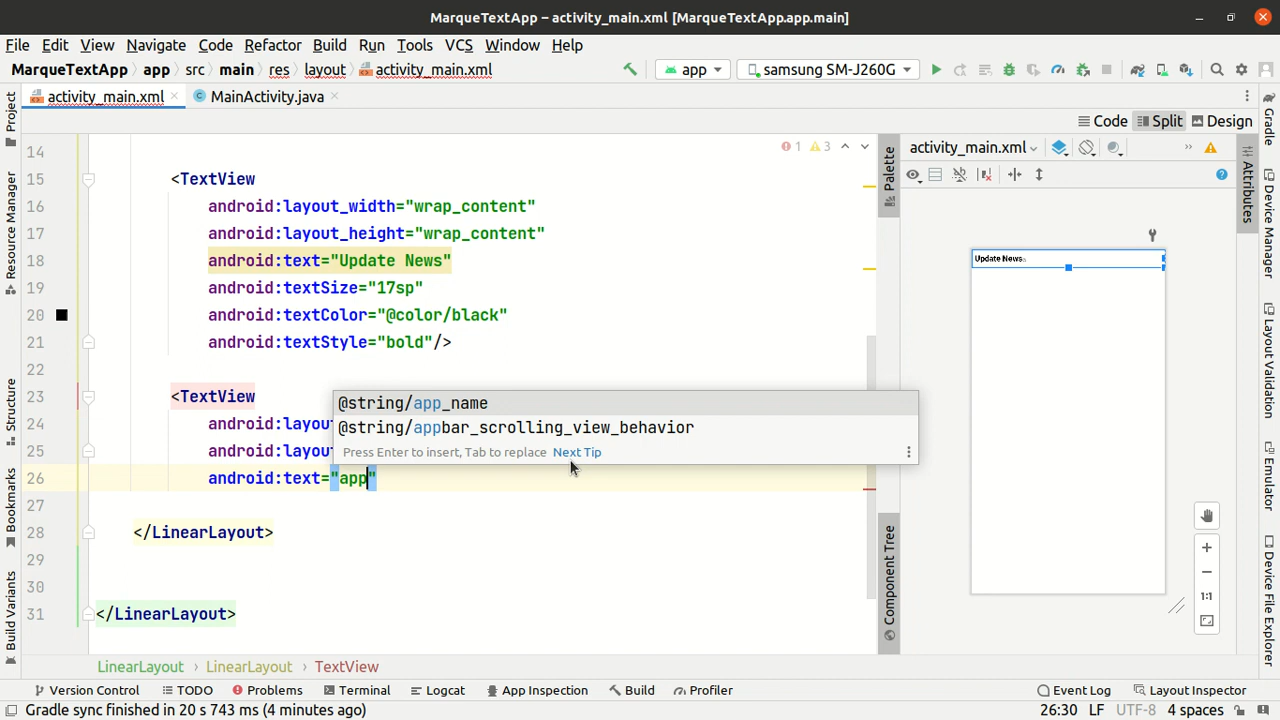 MarqueTextApp – activity_main.xml [MarqueTextApp.app.main]
File Edit View Navigate Code Refactor Build Run Tools VCS Window Help
MarqueTextApp app src main res layout activity_main.xml app samsung SM-J260G
activity_main.xml MainActivity.java
Code Split Design
Project
Resource Manager
Structure
Bookmarks
Build Variants
14
15 <TextView
16 android:layout_width="wrap_content"
17 android:layout_height="wrap_content"
18 android:text="Update News"
19 android:textSize="17sp"
20 android:textColor="@color/black"
21 android:textStyle="bold"/>
22
23 <TextView
24 android:layou
25 android:layou
26 android:text="app"
27
28 </LinearLayout>
29
30
31 </LinearLayout>
1 3
@string/app_name
@string/appbar_scrolling_view_behavior
Press Enter to insert, Tab to replace Next Tip
Palette
Component Tree
activity_main.xml
Update News
1:1
Attributes
Gradle
Device Manager
Layout Validation
Emulator
Device File Explorer
LinearLayout › LinearLayout › TextView
Version Control TODO Problems Terminal Logcat App Inspection Build Profiler Event Log Layout Inspector
Gradle sync finished in 20 s 743 ms (4 minutes ago) 26:30 LF UTF-8 4 spaces